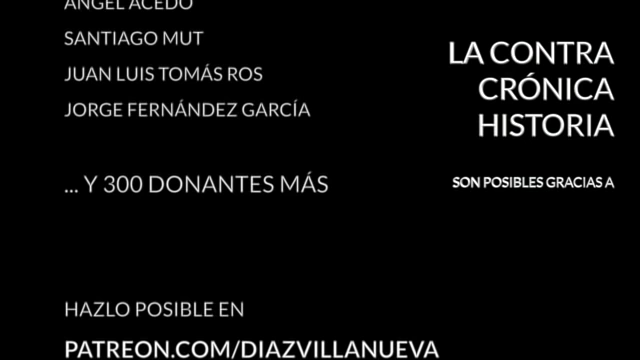 ÁNGEL ACEDO
SANTIAGO MUT
JUAN LUIS TOMÁS ROS
JORGE FERNÁNDEZ GARCÍA
... Y 300 DONANTES MÁS
HAZLO POSIBLE EN
PATREON.COM/DIAZVILLANUEVA
LA CONTRA
CRÓNICA
HISTORIA
SON POSIBLES GRACIAS A